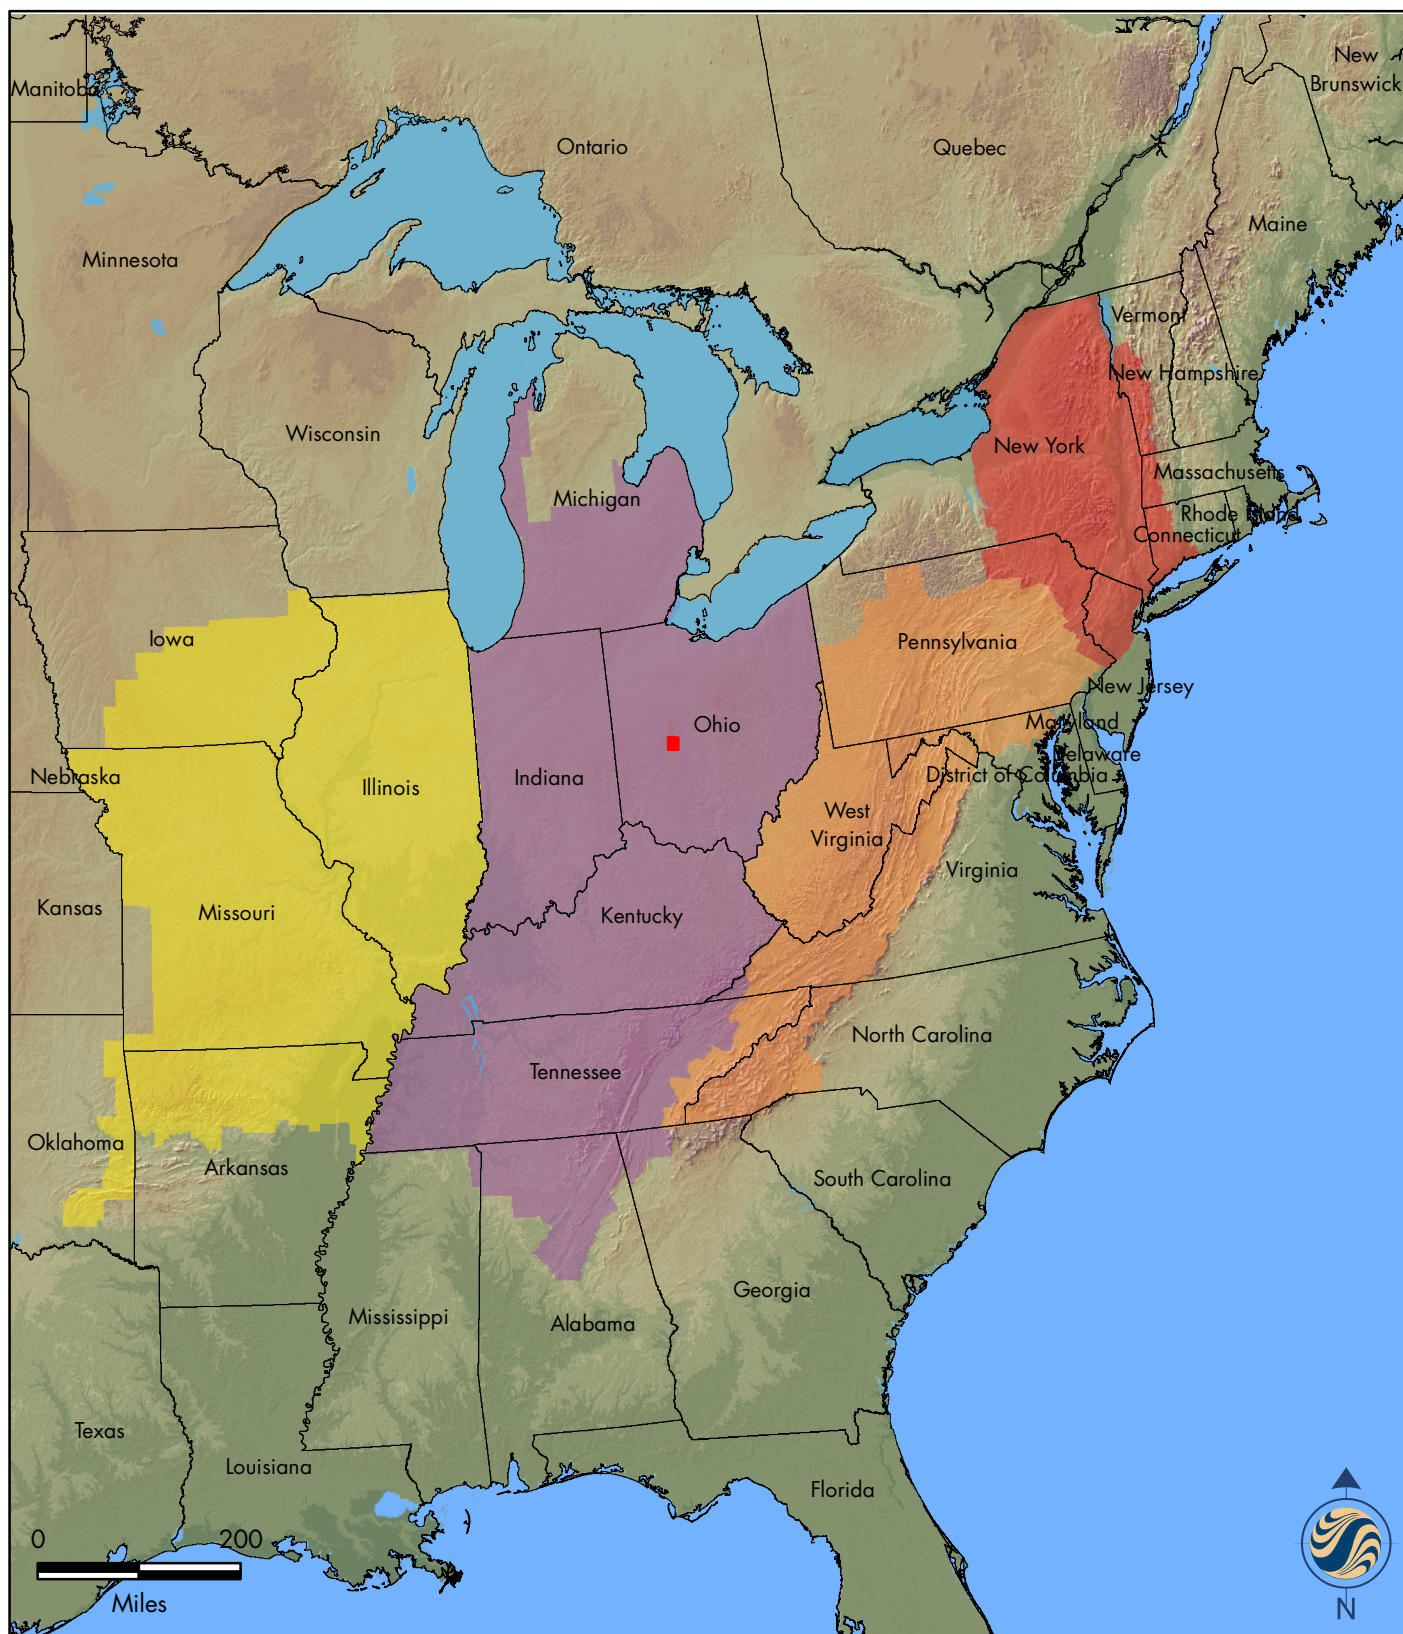 New
Brunswick
Manitoba
Ontario
Quebec
Maine
Minnesota
Vermont
New Hampshire
Wisconsin
New York
Massachusetts
Michigan
Rhode Island
Connecticut
Iowa
Pennsylvania
New Jersey
Ohio
Maryland
Delaware
Nebraska
Indiana
District of Columbia
Illinois
West
Virginia
Virginia
Kansas
Missouri
Kentucky
North Carolina
Tennessee
Oklahoma
Arkansas
South Carolina
Georgia
Mississippi
Alabama
Texas
Louisiana
Florida
0 200
Miles
N